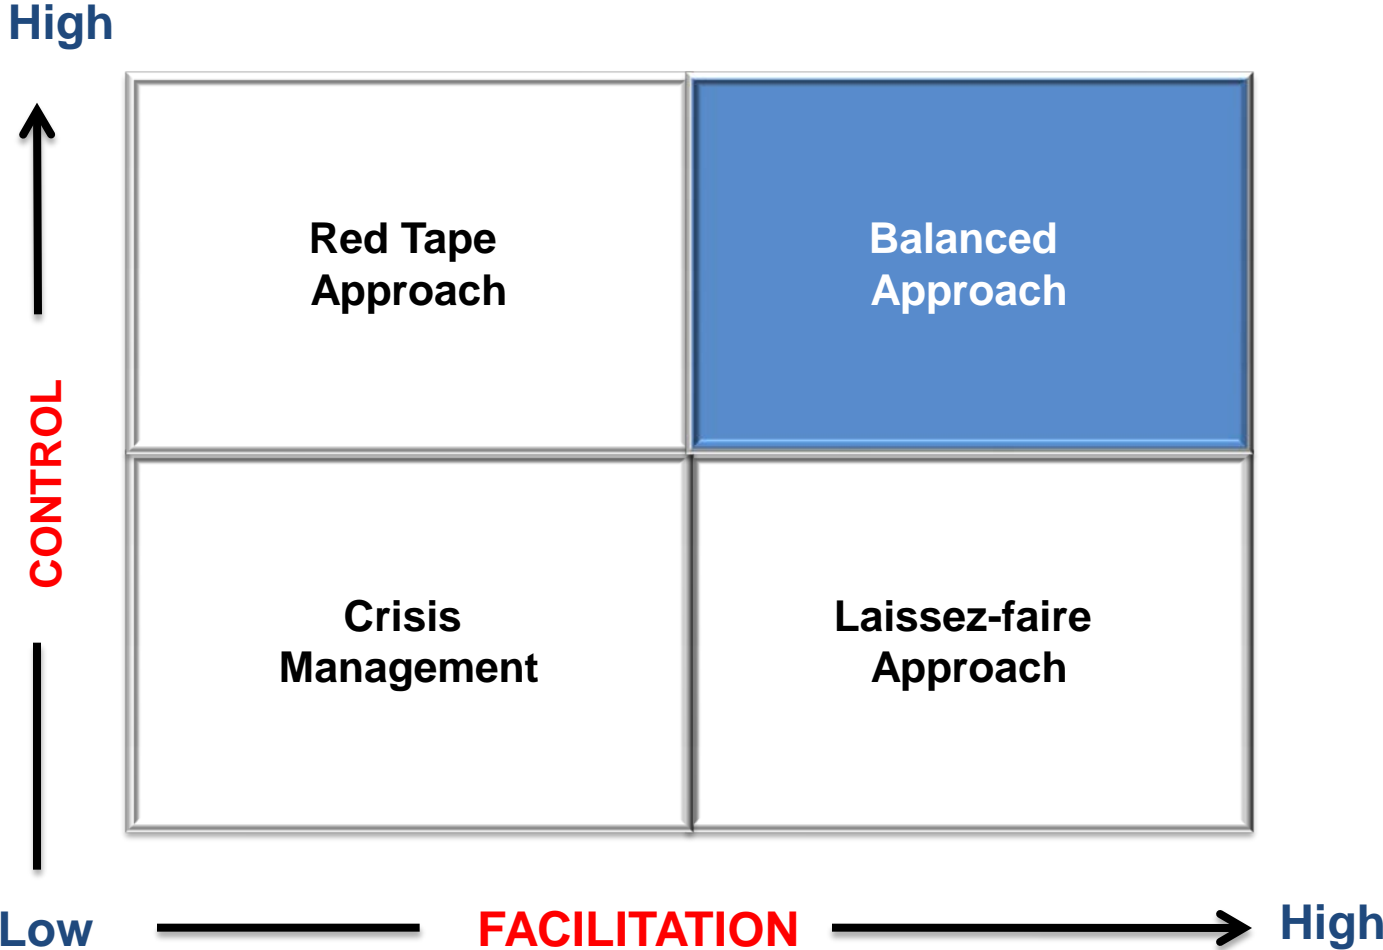 High
Red Tape
Approach
Balanced
Approach
CONTROL
Crisis
Management
Laissez-faire
Approach
Low
FACILITATION
High